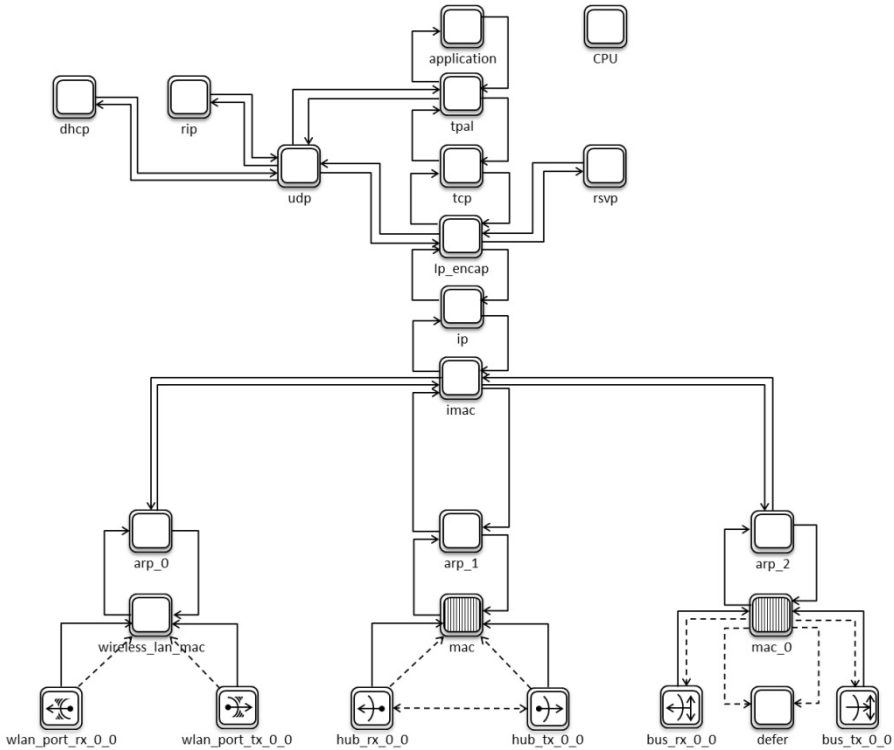 application
CPU
dhcp
rip
tpal
udp
tcp
rsvp
Ip_encap
ip
imac
arp_0
arp_1
arp_2
wireless_lan_mac
mac
mac_0
wlan_port_rx_0_0
wlan_port_tx_0_0
hub_rx_0_0
hub_tx_0_0
bus_rx_0_0
defer
bus_tx_0_0